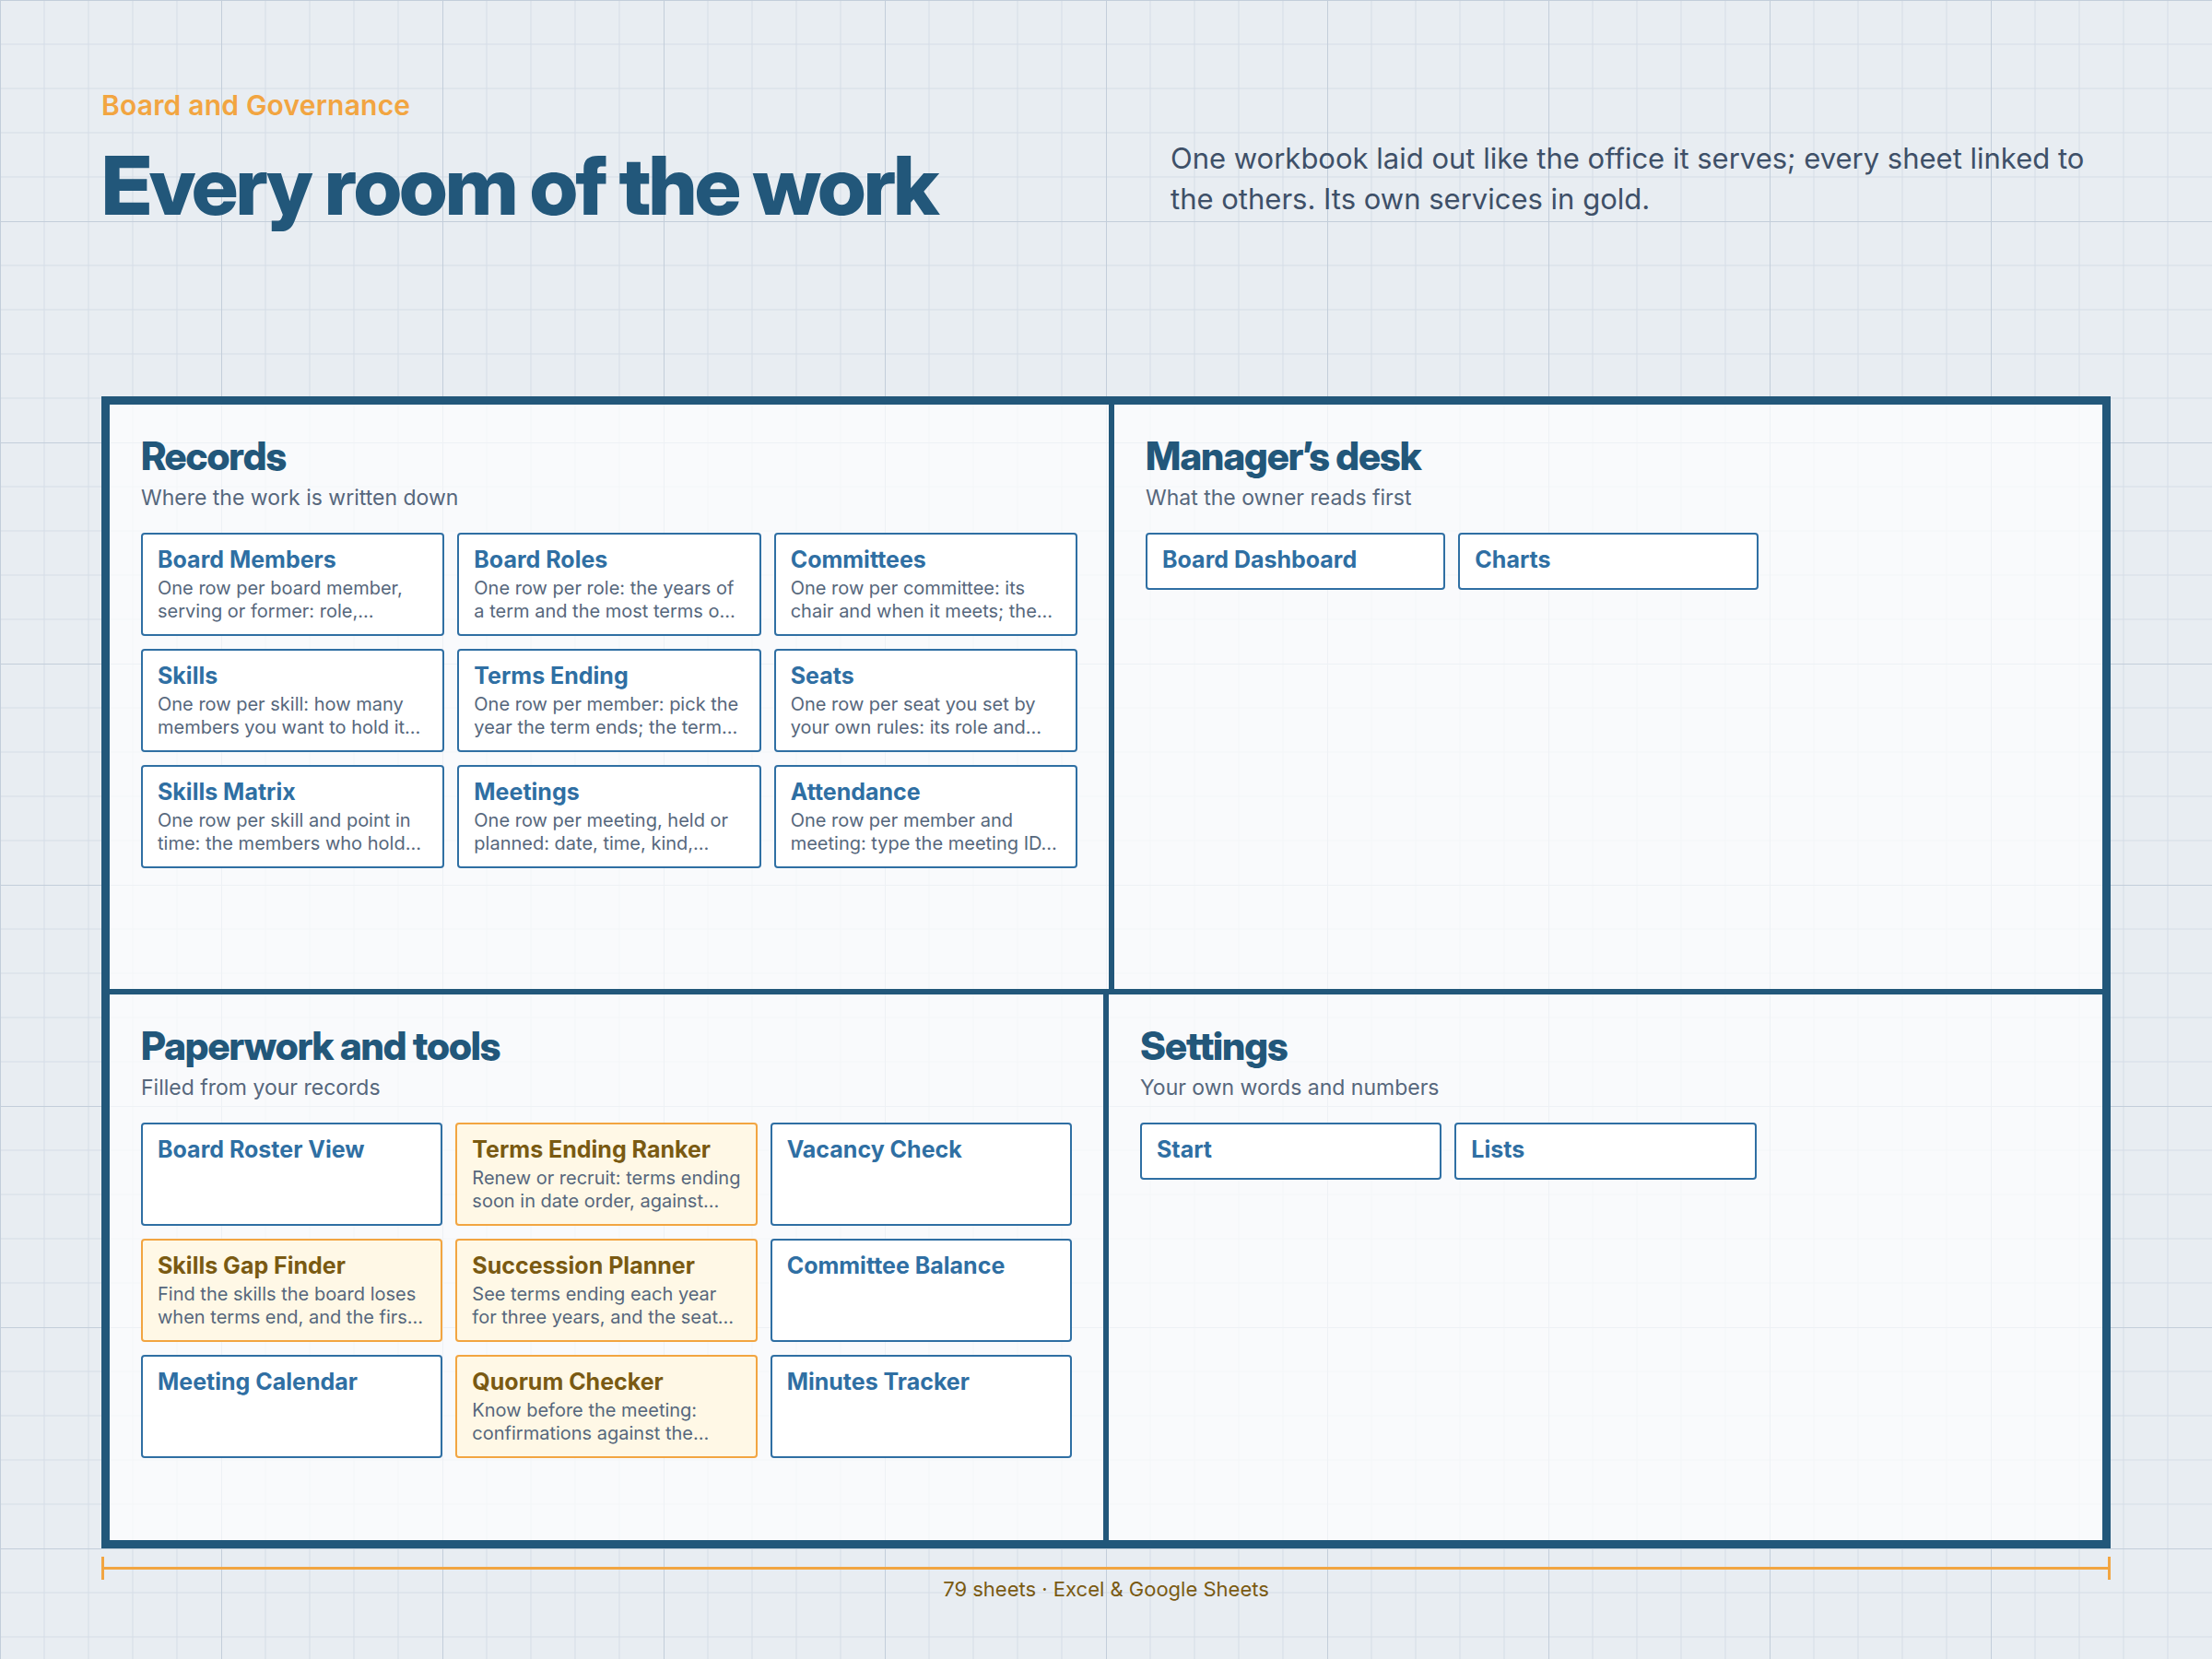 Board and Governance
Every room of the work
One workbook laid out like the office it serves; every sheet linked to
the others. Its own services in gold.
Records
Where the work is written down
Board Members
One row per board member,
serving or former: role,...
Board Roles
One row per role: the years of
a term and the most terms o...
Committees
One row per committee: its
chair and when it meets; the...
Skills
One row per skill: how many
members you want to hold it...
Terms Ending
One row per member: pick the
year the term ends; the term...
Seats
One row per seat you set by
your own rules: its role and...
Skills Matrix
One row per skill and point in
time: the members who hold...
Meetings
One row per meeting, held or
planned: date, time, kind,...
Attendance
One row per member and
meeting: type the meeting ID...
Manager’s desk
What the owner reads first
Board Dashboard
Charts
Paperwork and tools
Filled from your records
Board Roster View
Terms Ending Ranker
Renew or recruit: terms ending
soon in date order, against...
Vacancy Check
Skills Gap Finder
Find the skills the board loses
when terms end, and the firs...
Succession Planner
See terms ending each year
for three years, and the seat...
Committee Balance
Meeting Calendar
Quorum Checker
Know before the meeting:
confirmations against the...
Minutes Tracker
Settings
Your own words and numbers
Start
Lists
79 sheets · Excel & Google Sheets